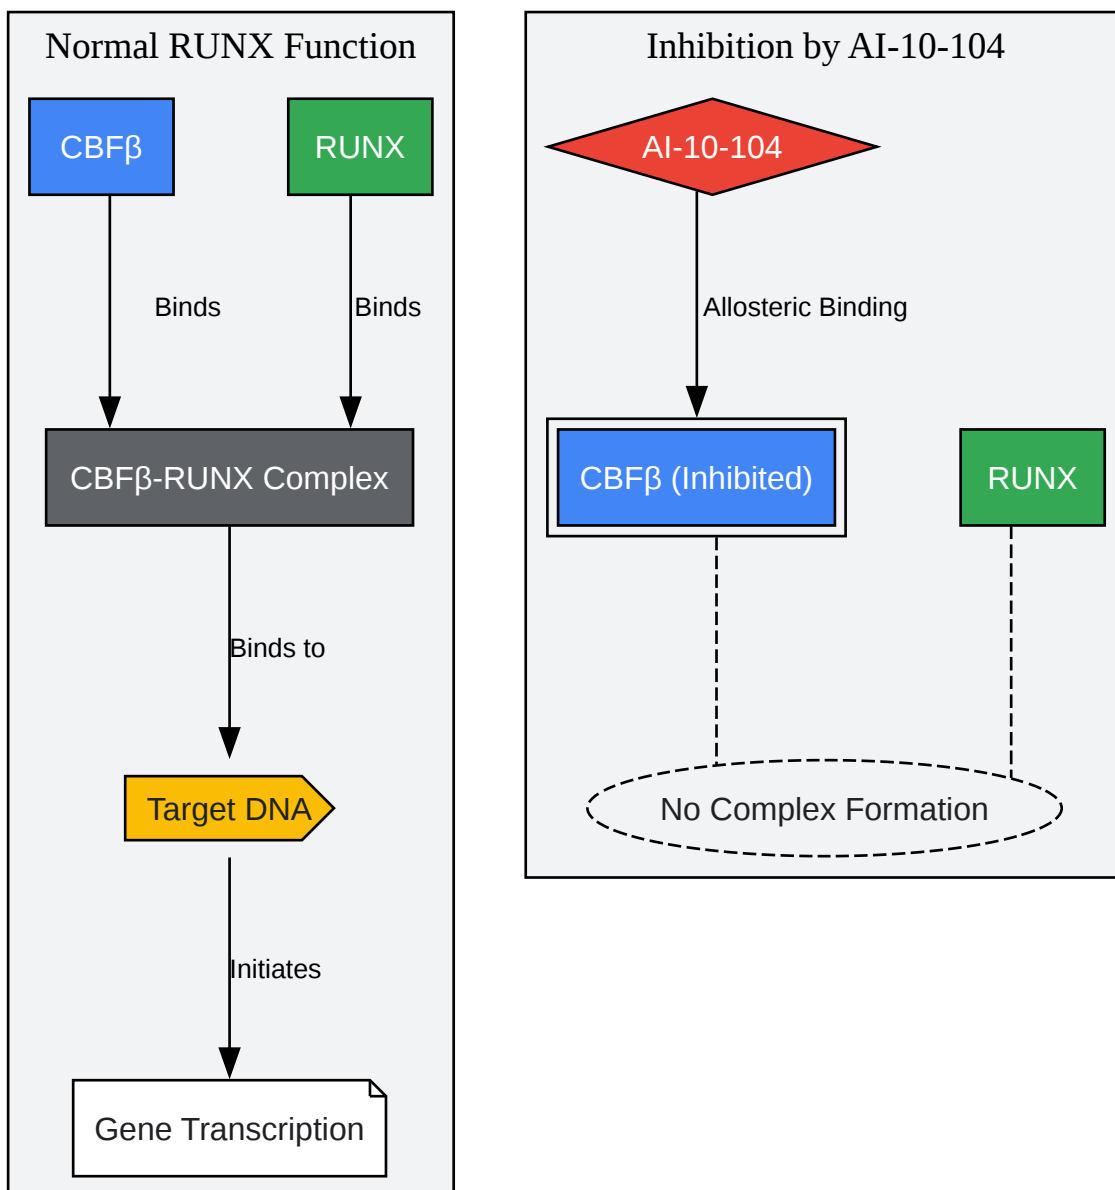 Normal RUNX Function
CBFβ
RUNX
Binds
Binds
CBFβ-RUNX Complex
Binds to
Target DNA
Initiates
Gene Transcription
Inhibition by AI-10-104
AI-10-104
Allosteric Binding
CBFβ (Inhibited)
RUNX
No Complex Formation